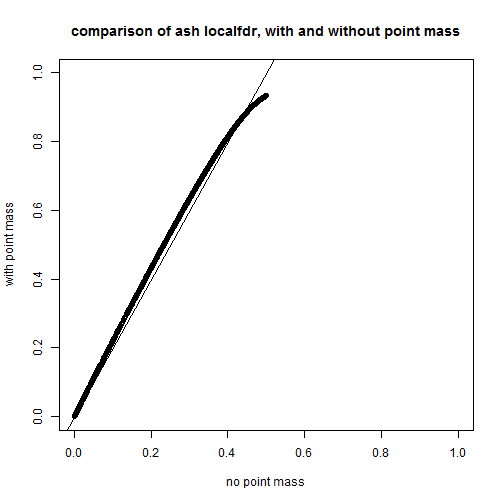 comparison of ash localfdr, with and without point mass
with point mass
1.0
0.8
0.6
0.4
0.2
0.0
0.0 0.2 0.4 0.6 0.8 1.0
no point mass